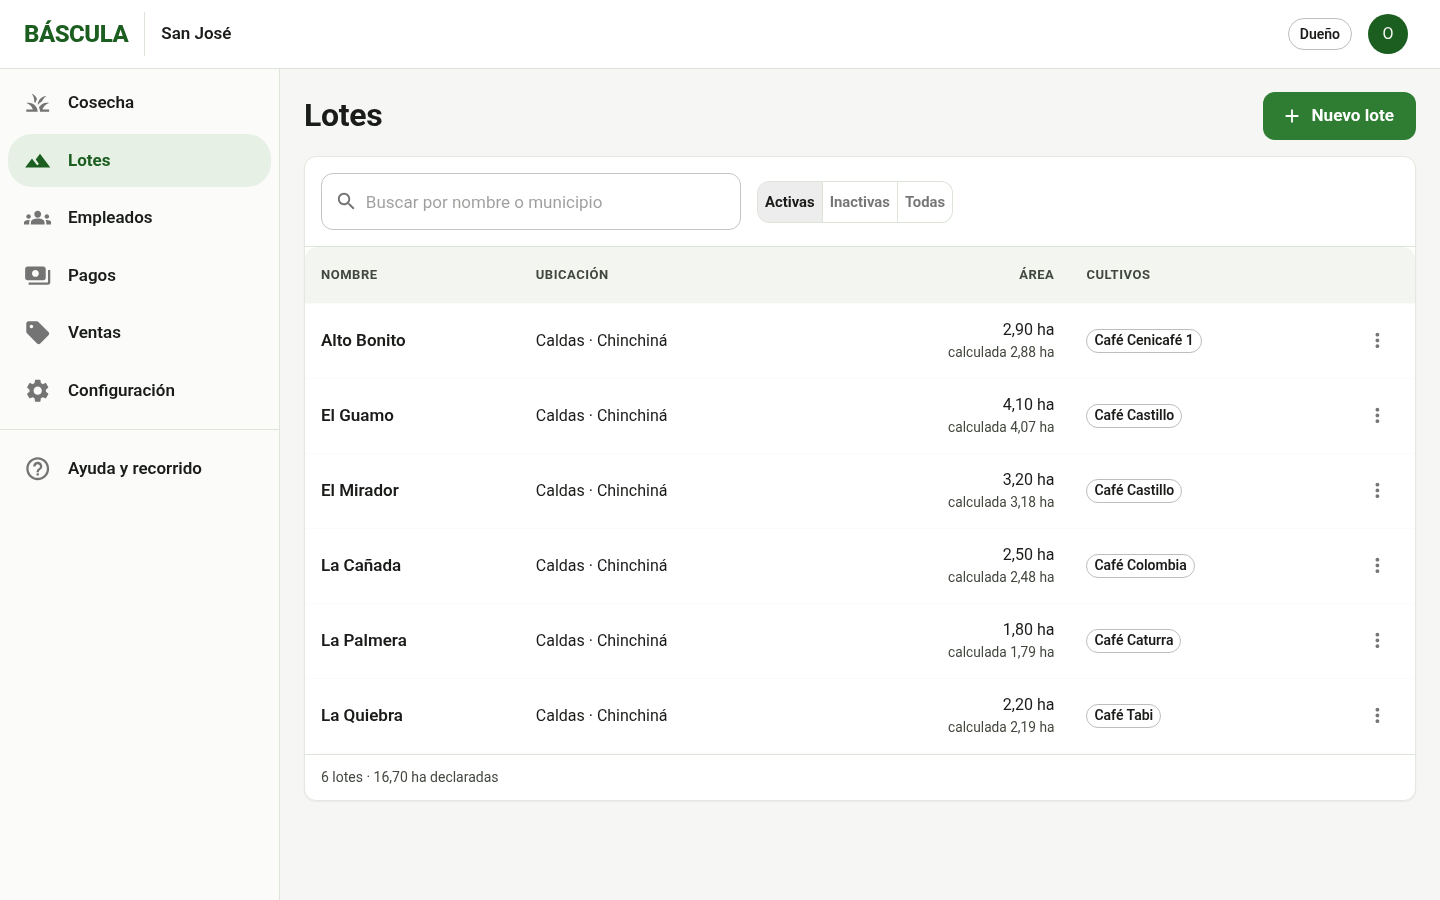 BÁSCULA
San José
Dueño
O
Cosecha
Lotes
Empleados
Pagos
Ventas
Configuración
Ayuda y recorrido
Lotes
Nuevo lote
Buscar por nombre o municipio
Activas Inactivas Todas
NOMBRE UBICACIÓN ÁREA CULTIVOS
Alto Bonito Caldas · Chinchiná 2,90 ha Café Cenicafé 1
calculada 2,88 ha
El Guamo Caldas · Chinchiná 4,10 ha Café Castillo
calculada 4,07 ha
El Mirador Caldas · Chinchiná 3,20 ha Café Castillo
calculada 3,18 ha
La Cañada Caldas · Chinchiná 2,50 ha Café Colombia
calculada 2,48 ha
La Palmera Caldas · Chinchiná 1,80 ha Café Caturra
calculada 1,79 ha
La Quiebra Caldas · Chinchiná 2,20 ha Café Tabi
calculada 2,19 ha
6 lotes · 16,70 ha declaradas